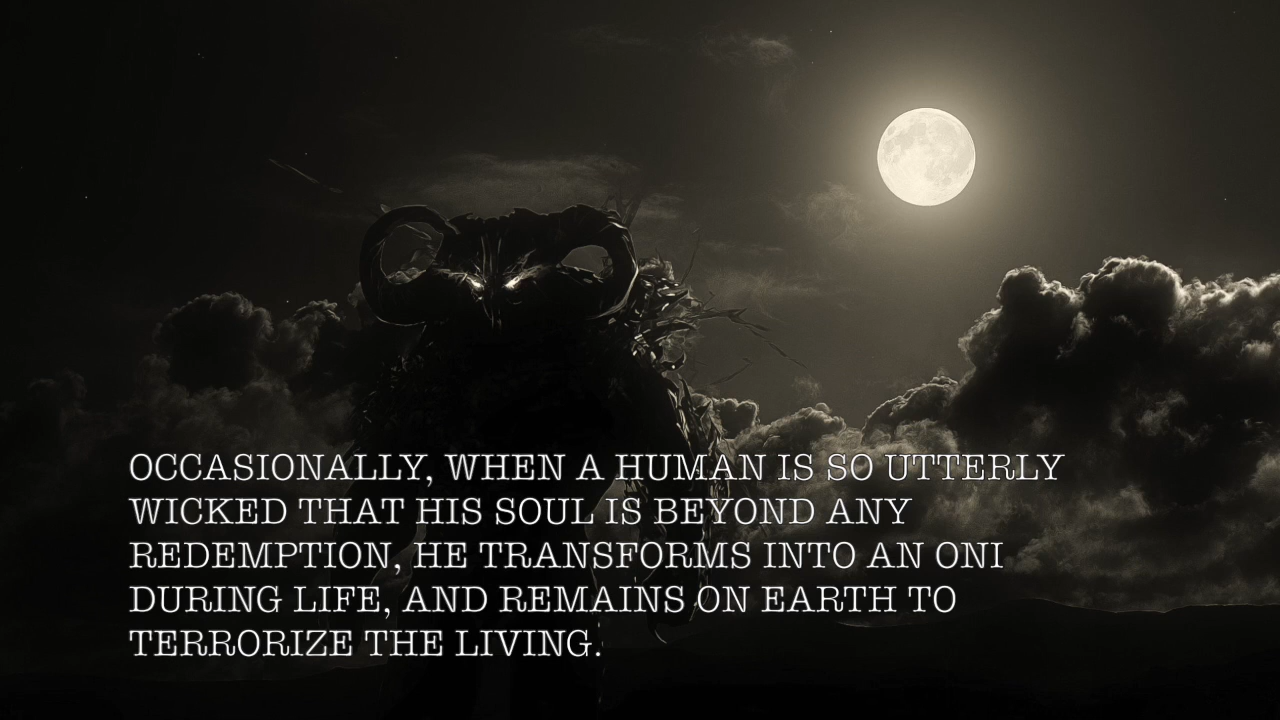 OCCASIONALLY, WHEN A HUMAN IS SO UTTERLY
WICKED THAT HIS SOUL IS BEYOND ANY
REDEMPTION, HE TRANSFORMS INTO AN ONI
DURING LIFE, AND REMAINS ON EARTH TO
TERRORIZE THE LIVING.